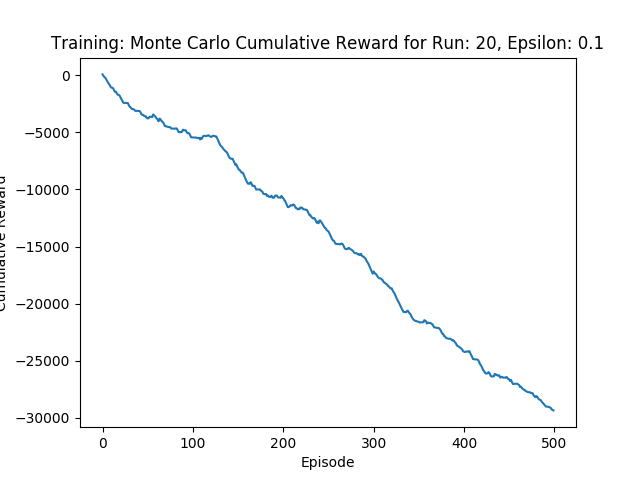 Training: Monte Carlo Cumulative Reward for Run: 20, Epsilon: 0.1
0
−5000
−10000
−15000
−20000
−25000
−30000
Cumulative Reward
0 100 200 300 400 500
Episode